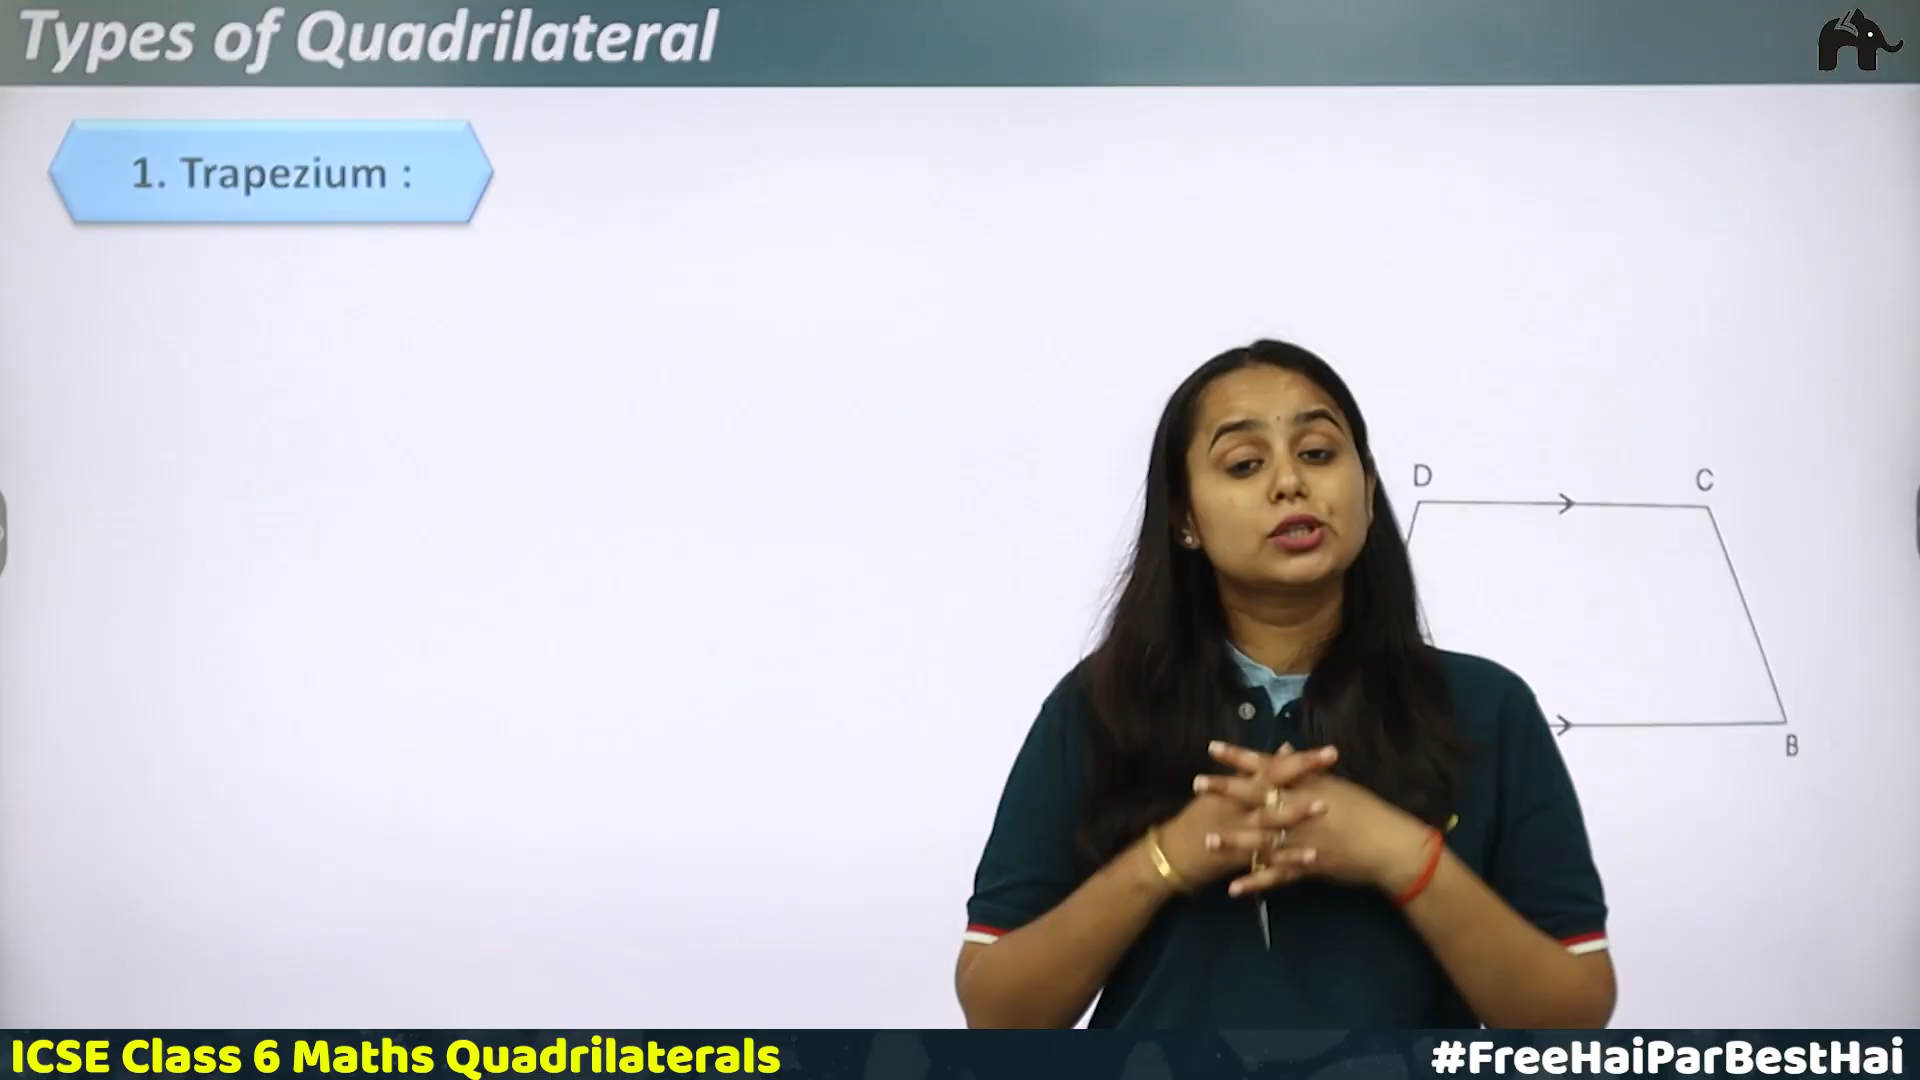 Types of Quadrilateral
1. Trapezium :
D
C
B
ICSE Class 6 Maths Quadrilaterals
#FreeHaiParBestHai